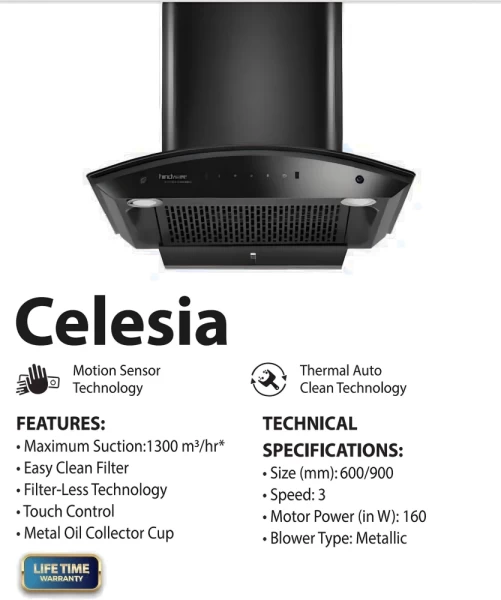 hindware
Celesia
Motion Sensor
Technology
Thermal Auto
Clean Technology
FEATURES:
• Maximum Suction:1300 m³/hr*
• Easy Clean Filter
• Filter-Less Technology
• Touch Control
• Metal Oil Collector Cup
TECHNICAL
SPECIFICATIONS:
• Size (mm): 600/900
• Speed: 3
• Motor Power (in W): 160
• Blower Type: Metallic
LIFE TIME
WARRANTY